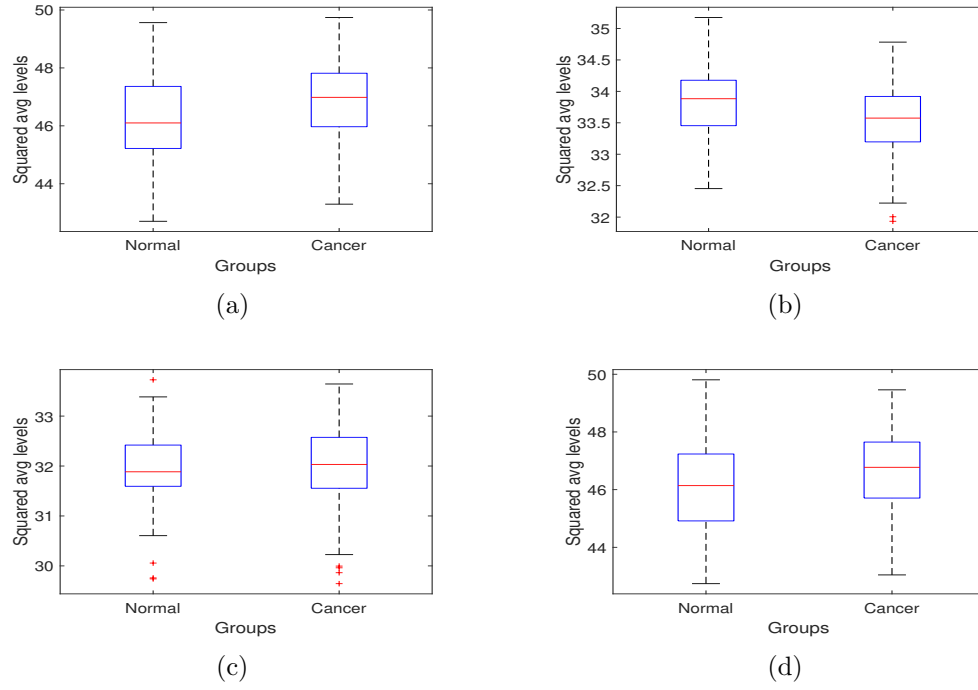 50
48
46
44
Squared avg levels
Normal Cancer
Groups
(a)
35
34.5
34
33.5
33
32.5
32
Squared avg levels
Normal Cancer
Groups
(b)
33
32
31
30
Squared avg levels
Normal Cancer
Groups
(c)
50
48
46
44
Squared avg levels
Normal Cancer
Groups
(d)